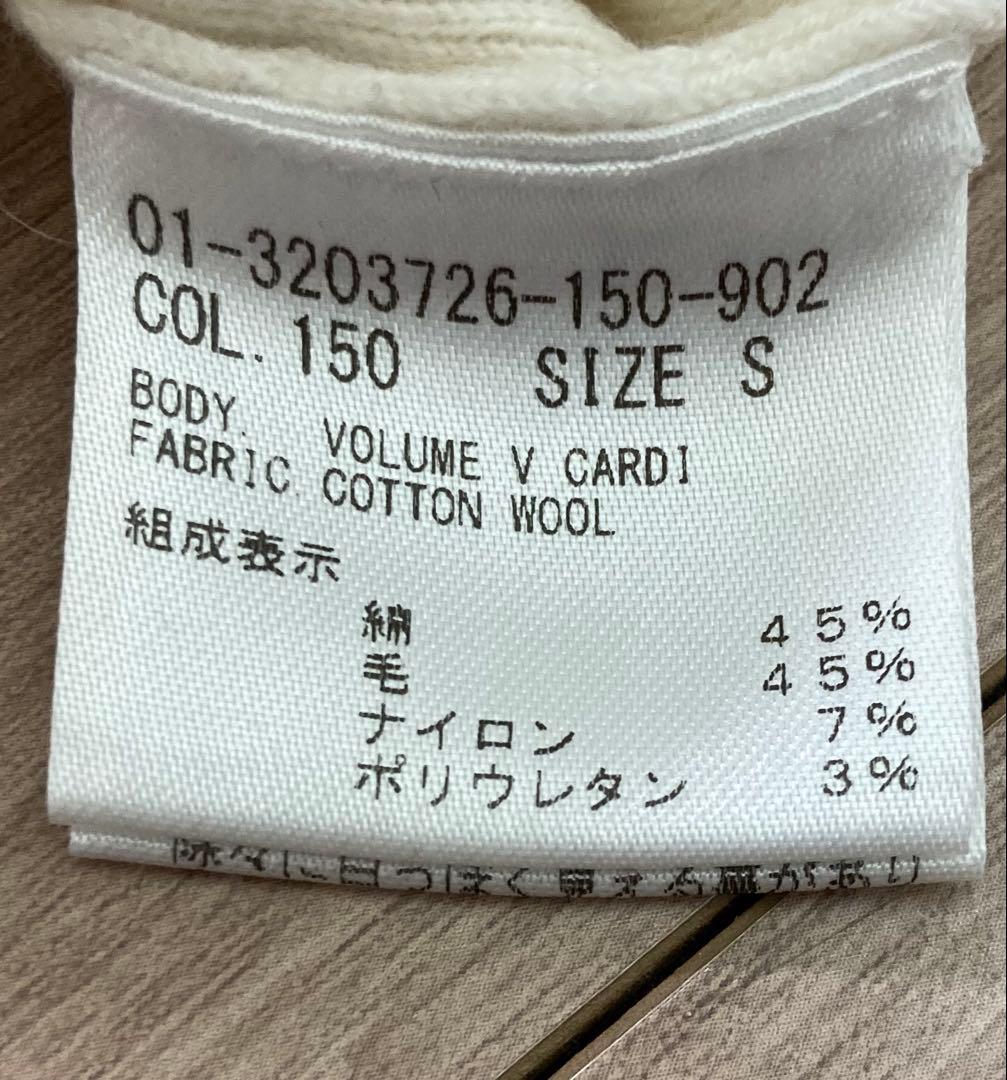 01-3203726-150-902
COL. 150 SIZE S
BODY. VOLUME V CARDI
FABRIC. COTTON WOOL
組成表示
綿 45%
毛 45%
ナイロン 7%
ポリウレタン 3%